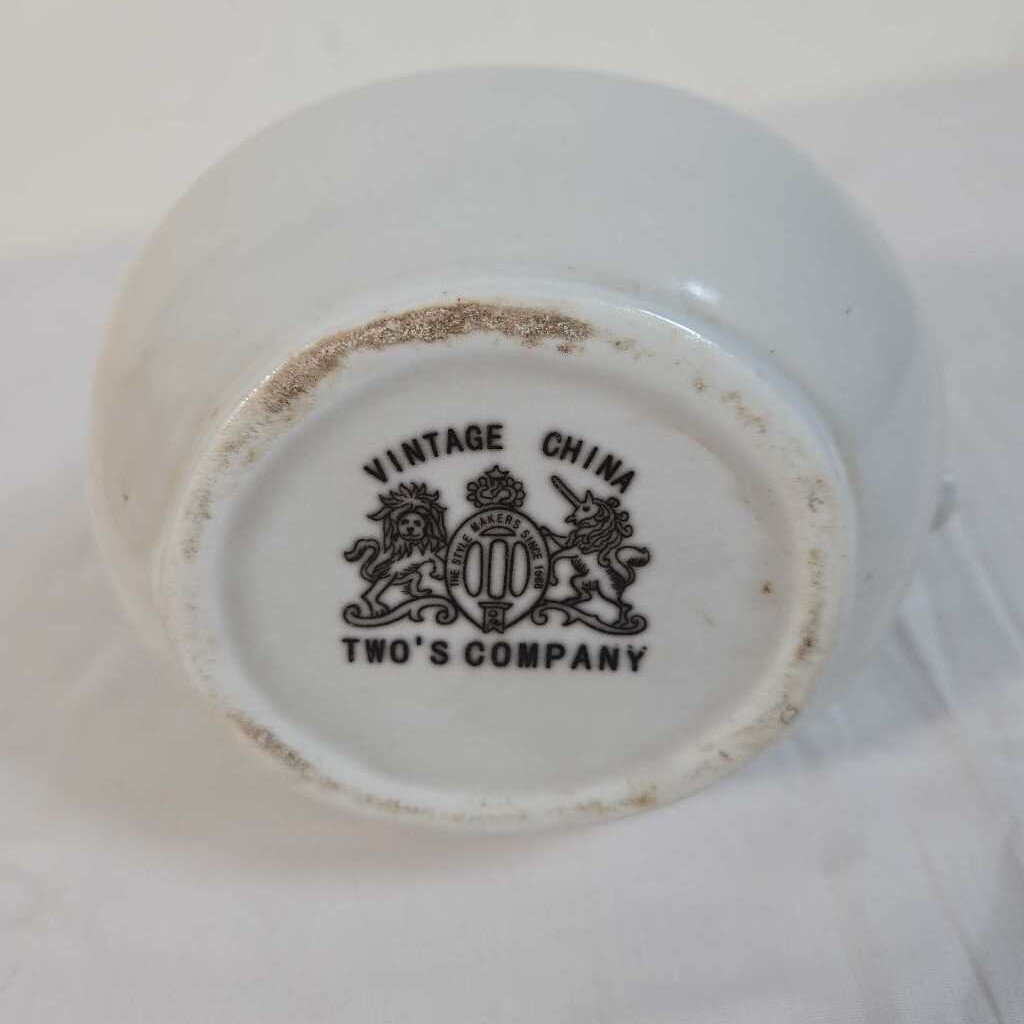 VINTAGE CHINA
THE STYLE MAKERS SINCE 1968
TWO'S COMPANY